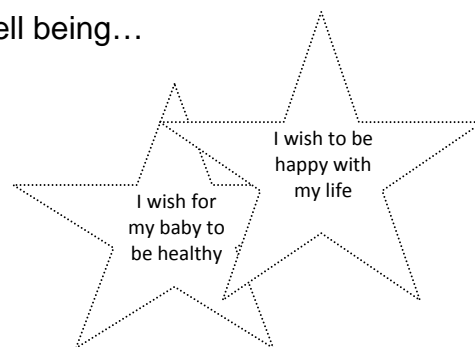 ell being…
I wish to be
happy with
my life
I wish for
my baby to
be healthy